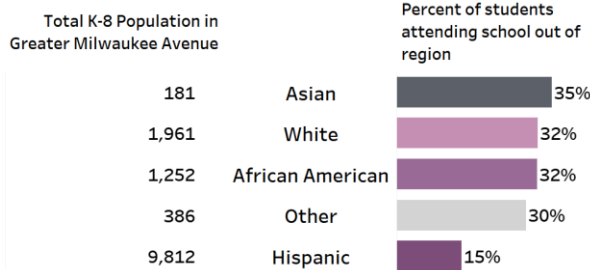 Total K-8 Population in
Greater Milwaukee Avenue
Percent of students
attending school out of
region
181 Asian 35%
1,961 White 32%
1,252 African American 32%
386 Other 30%
9,812 Hispanic 15%